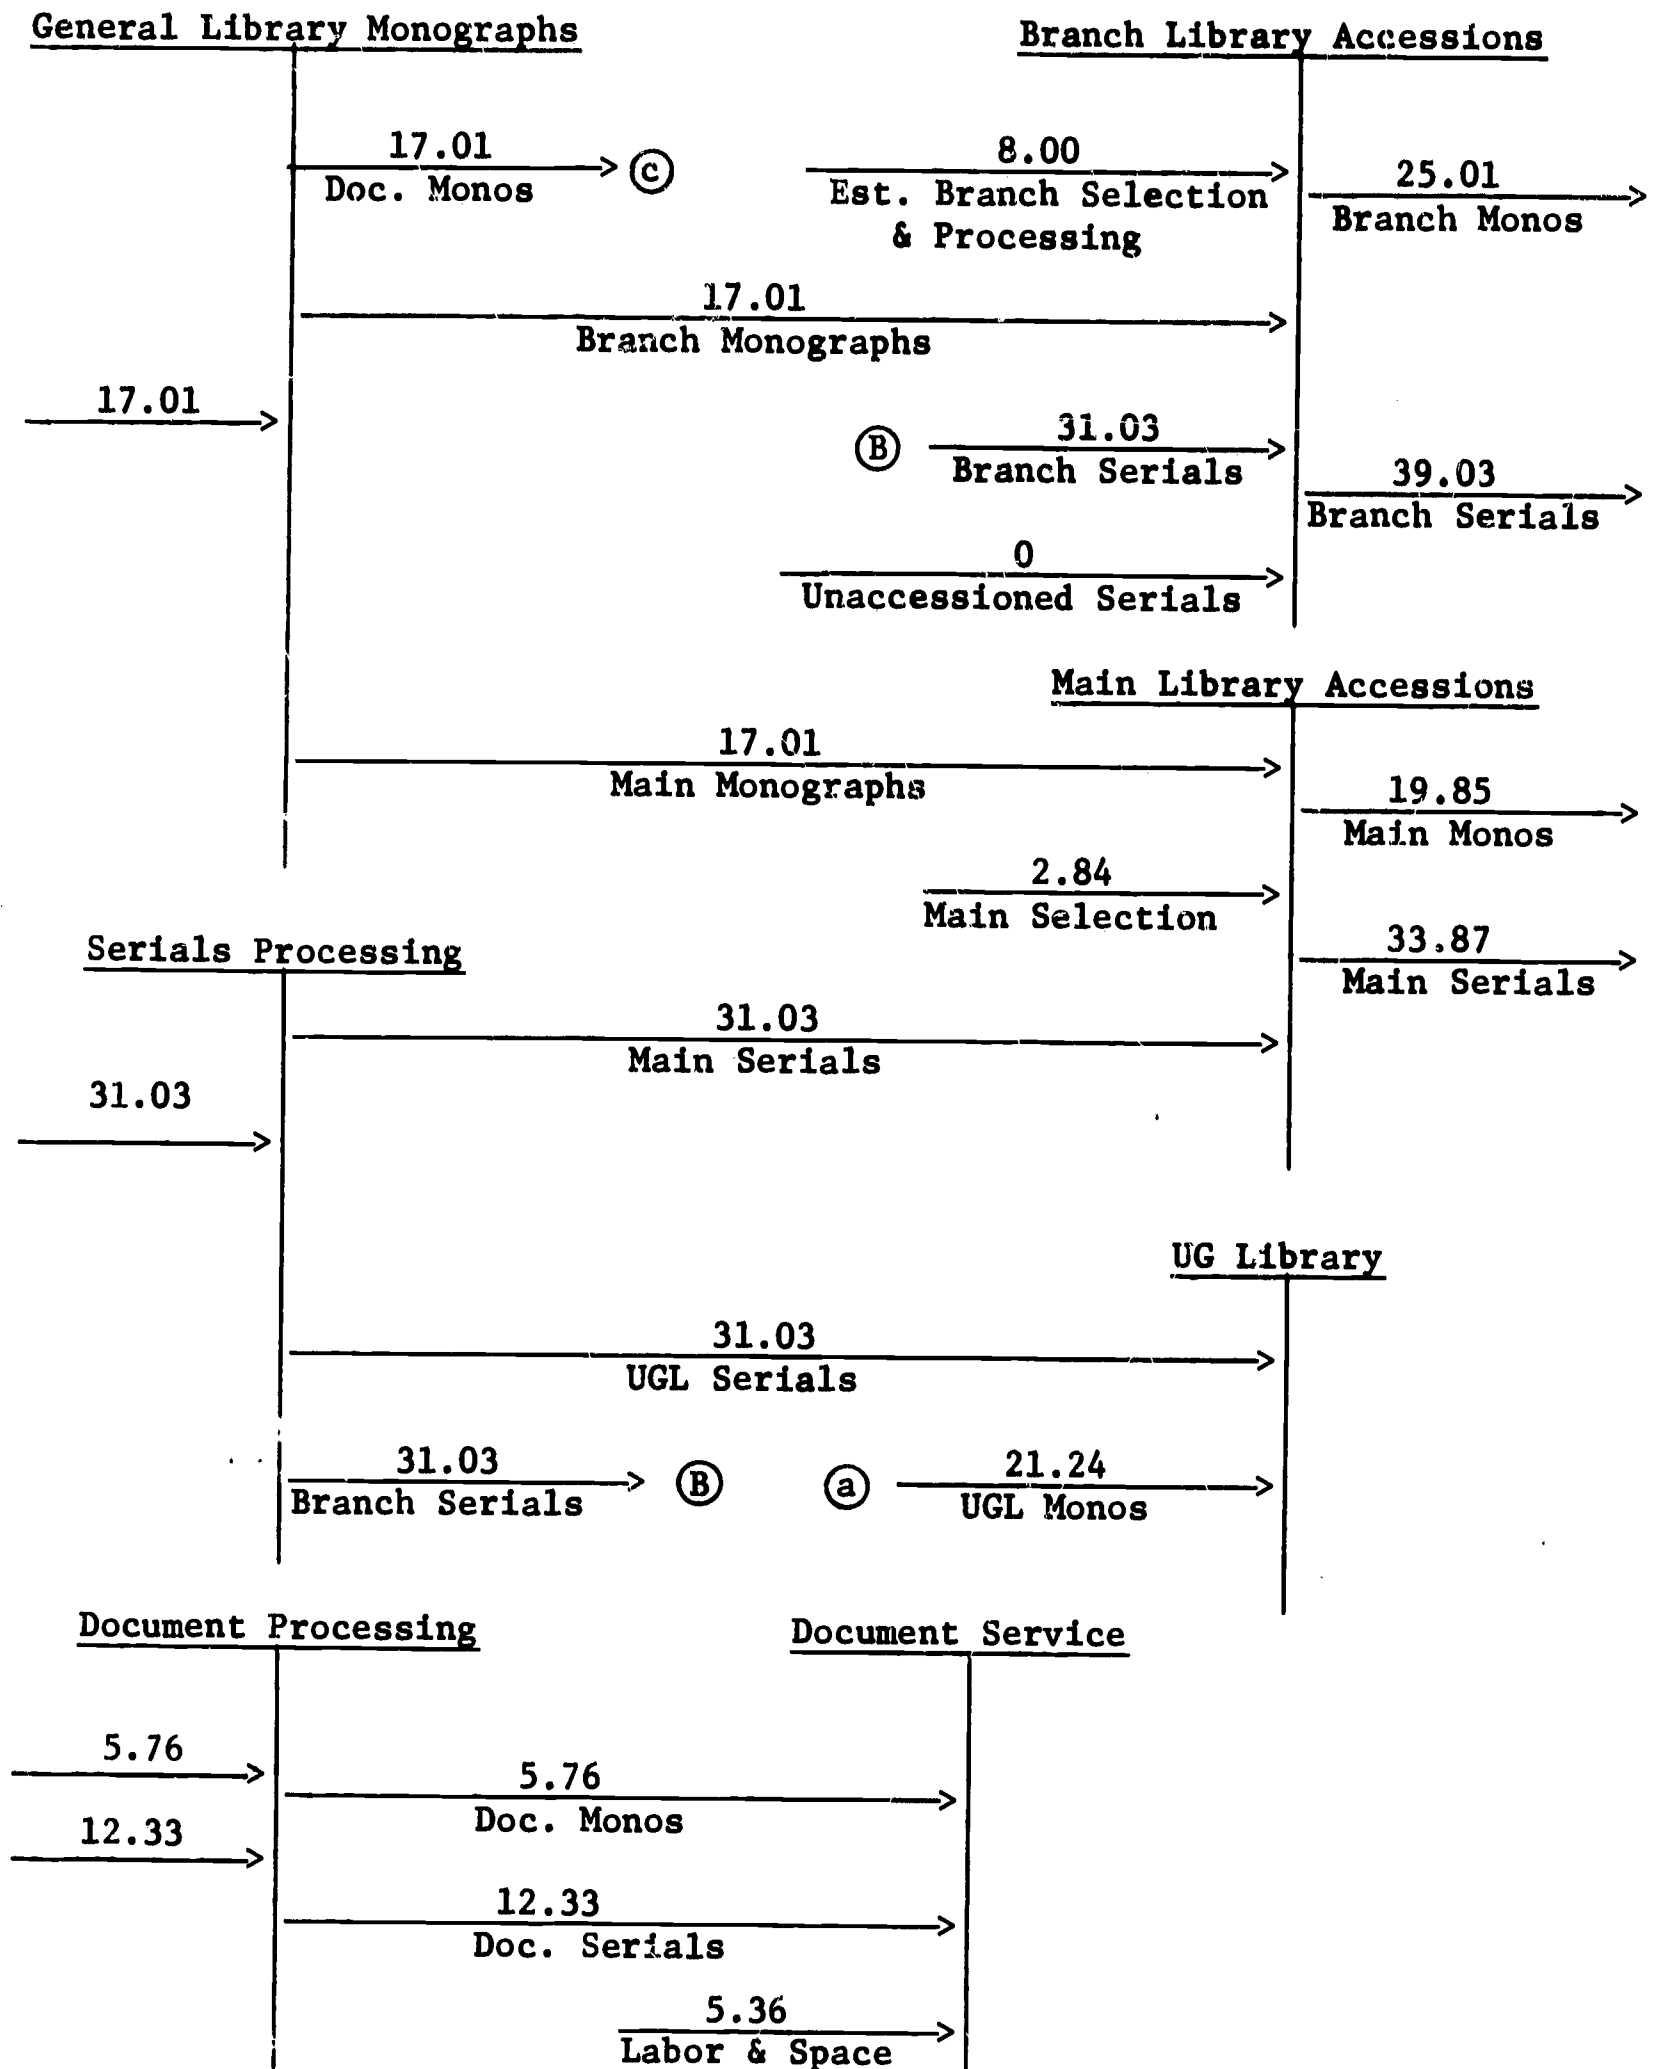 General Library Monographs
Branch Library Accessions
17.01
Doc. Monos
c
8.00
Est. Branch Selection
& Processing
25.01
Branch Monos
17.01
Branch Monographs
17.01
B
31.03
Branch Serials
39.03
Branch Serials
0
Unaccessioned Serials
Main Library Accessions
17.01
Main Monographs
19.85
Main Monos
2.84
Main Selection
33.87
Main Serials
Serials Processing
31.03
Main Serials
31.03
UG Library
31.03
UGL Serials
31.03
Branch Serials
B
a
21.24
UGL Monos
Document Processing
Document Service
5.76
5.76
Doc. Monos
12.33
12.33
Doc. Serials
5.36
Labor & Space